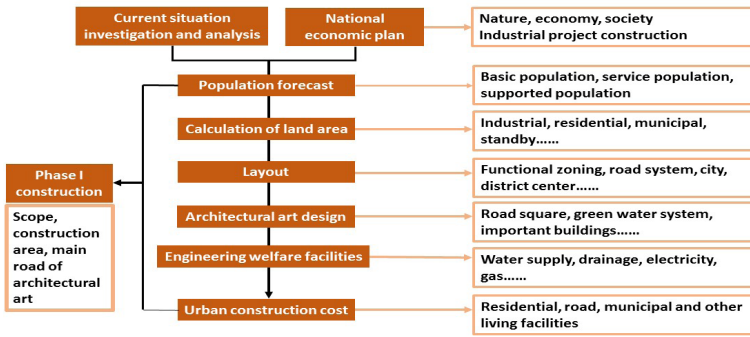 Current situation
investigation and analysis
National
economic plan
Nature, economy, society
Industrial project construction
Population forecast
Basic population, service population,
supported population
Calculation of land area
Industrial, residential, municipal,
standby......
Phase I
construction
Scope,
construction
area, main
road of
architectural
art
Layout
Functional zoning, road system, city,
district center......
Architectural art design
Road square, green water system,
important buildings......
Engineering welfare facilities
Water supply, drainage, electricity,
gas......
Urban construction cost
Residential, road, municipal and other
living facilities